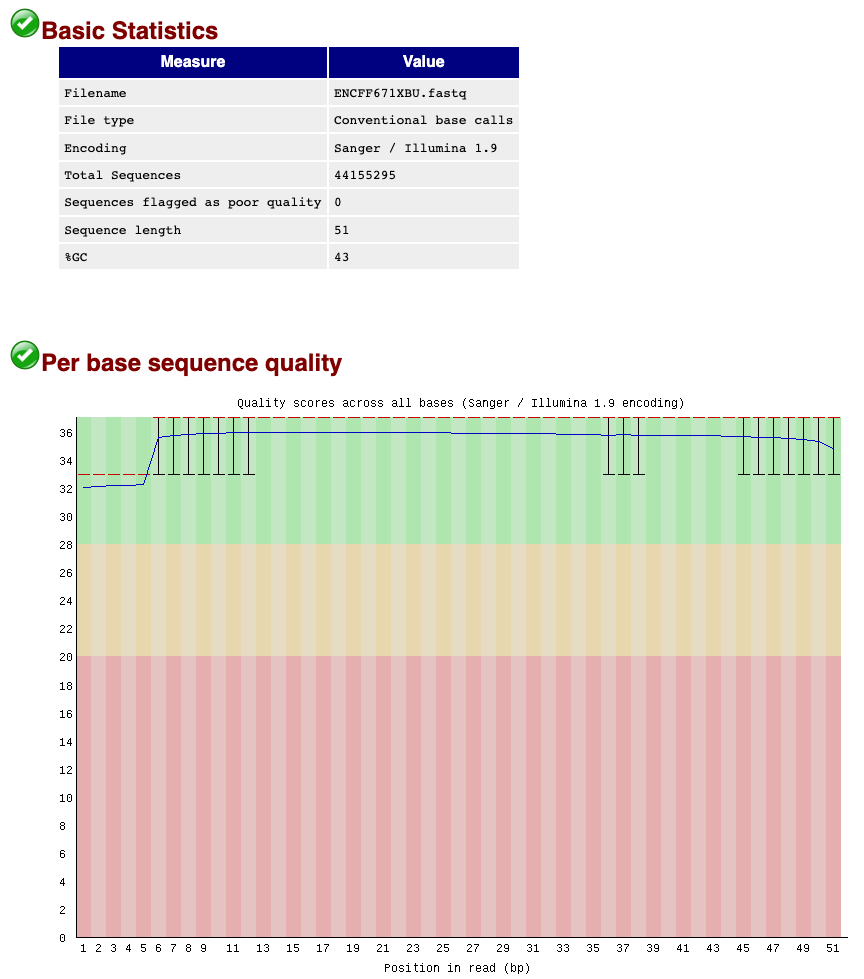 Basic Statistics
Measure Value
Filename ENCFF671XBU.fastq
File type Conventional base calls
Encoding Sanger / Illumina 1.9
Total Sequences 44155295
Sequences flagged as poor quality 0
Sequence length 51
%GC 43
Per base sequence quality
Quality scores across all bases (Sanger / Illumina 1.9 encoding)
36
34
32
30
28
26
24
22
20
18
16
14
12
10
8
6
4
2
0
1 2 3 4 5 6 7 8 9 11 13 15 17 19 21 23 25 27 29 31 33 35 37 39 41 43 45 47 49 51
Position in read (bp)